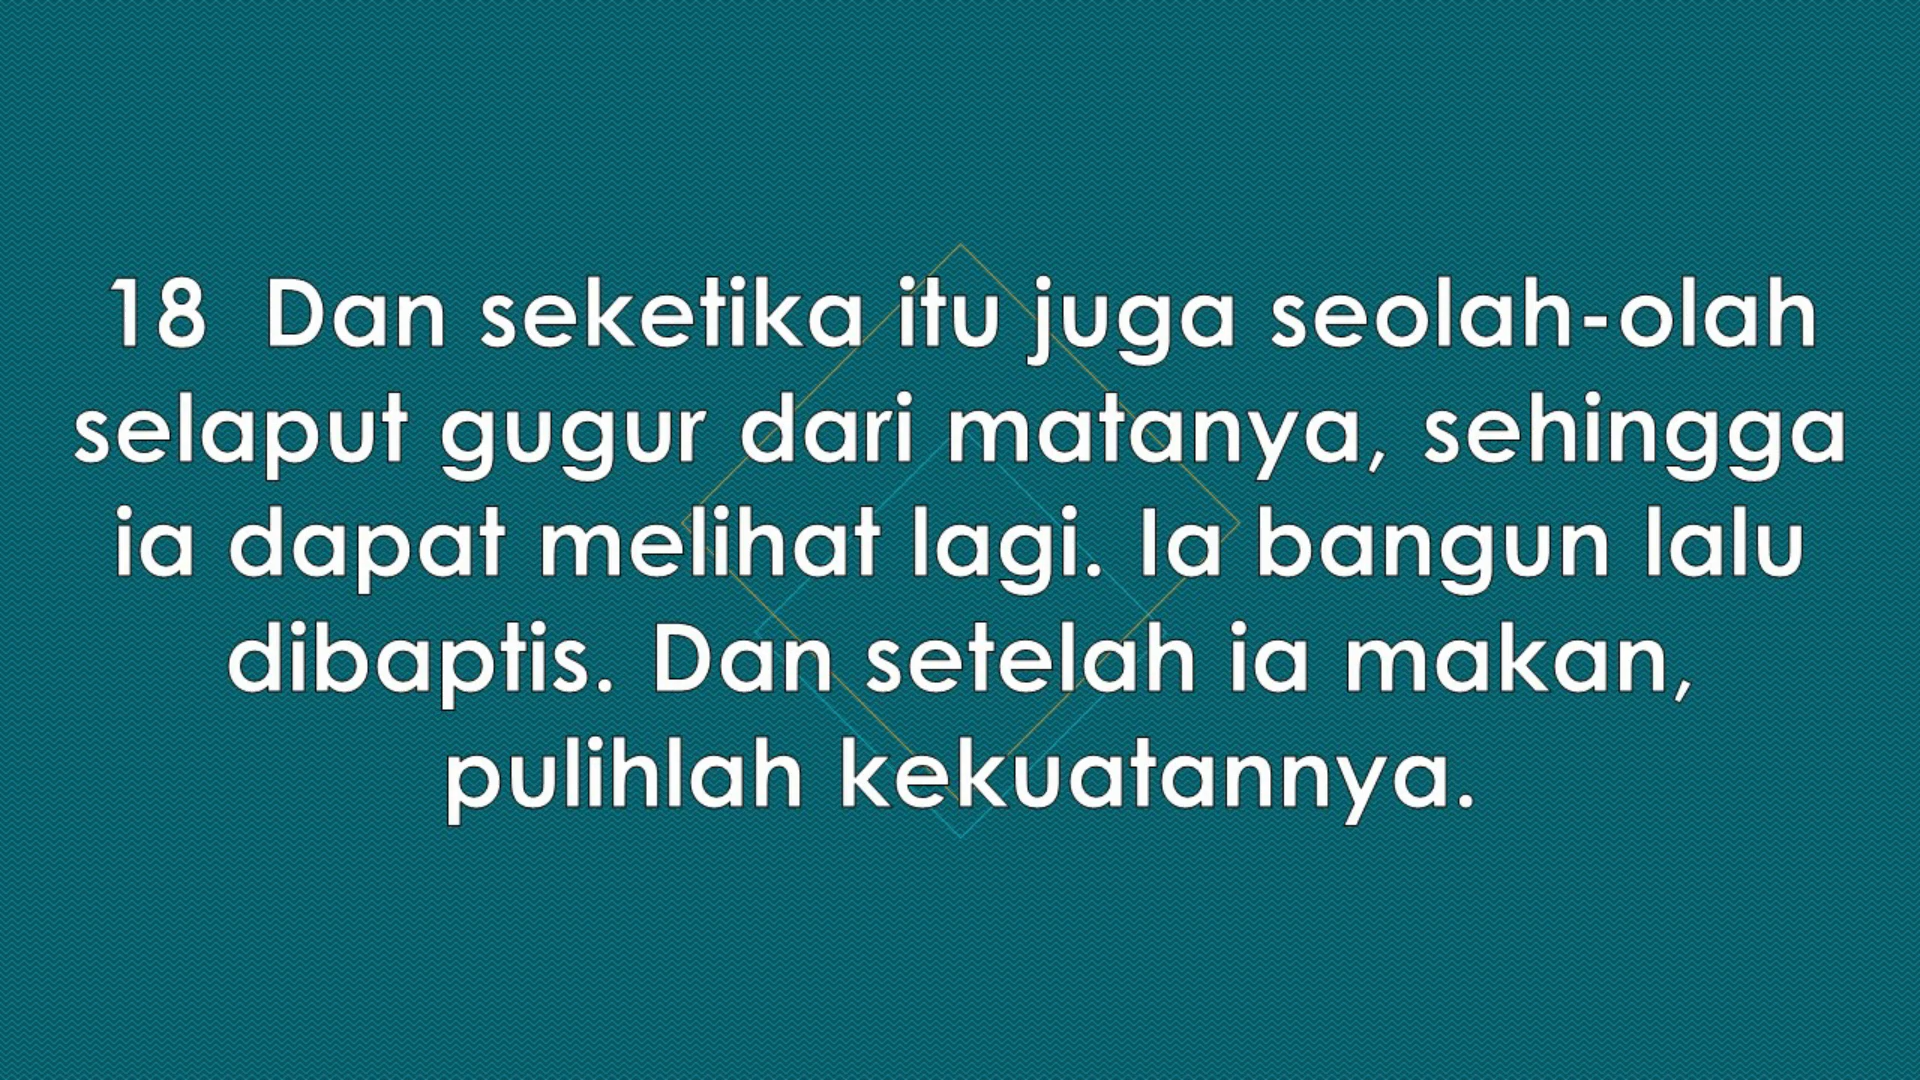 18  Dan seketika itu juga seolah-olah
selaput gugur dari matanya, sehingga
ia dapat melihat lagi. Ia bangun lalu
dibaptis. Dan setelah ia makan,
pulihlah kekuatannya.